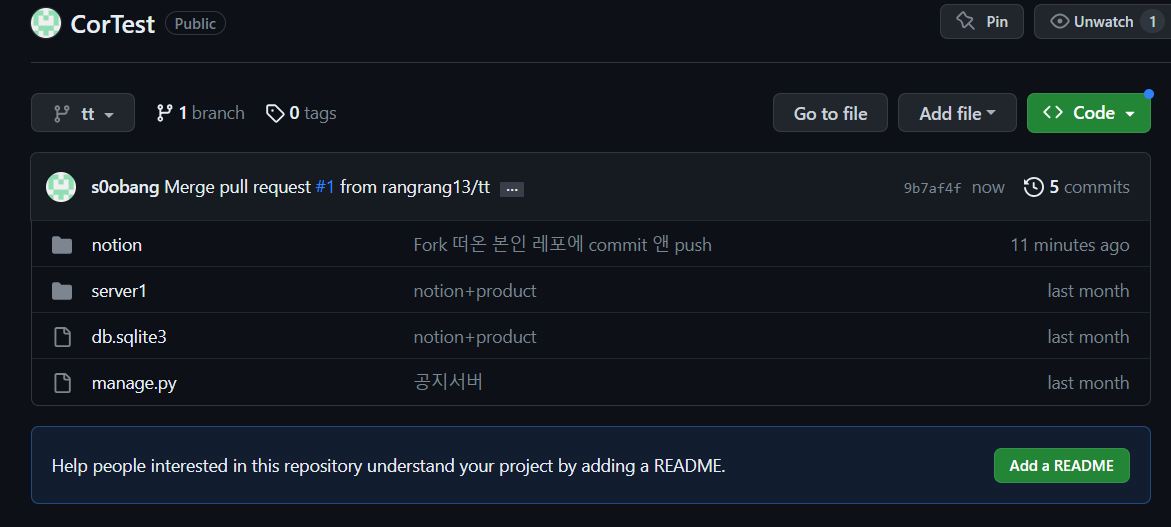 CorTest Public Pin Unwatch 1
tt 1 branch 0 tags Go to file Add file Code
s0obang Merge pull request #1 from rangrang13/tt ... 9b7af4f now 5 commits
notion Fork 떠온 본인 레포에 commit 앤 push 11 minutes ago
server1 notion+product last month
db.sqlite3 notion+product last month
manage.py 공지서버 last month
Help people interested in this repository understand your project by adding a README. Add a README